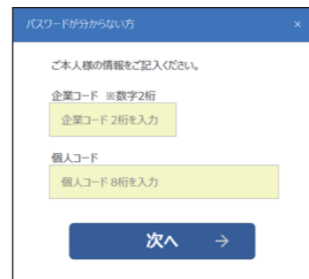 パスワードが分からない方 ×
ご本人様の情報をご記入ください。
企業コード ※数字2桁
企業コード 2桁を入力
個人コード
個人コード 8桁を入力
次へ →